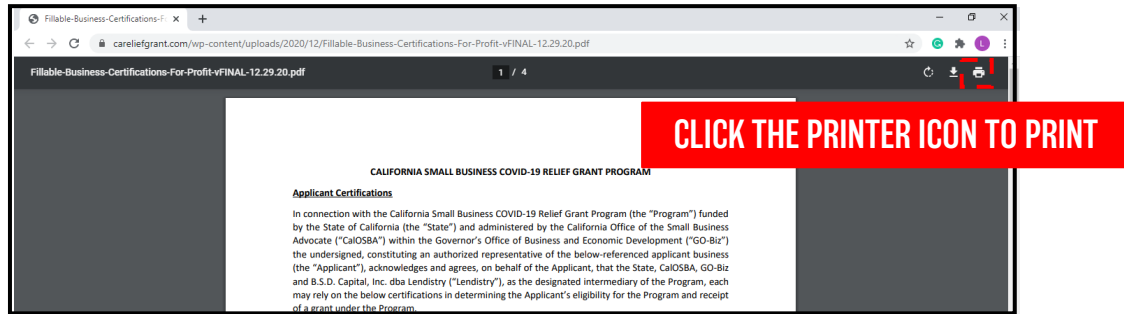 Fillable-Business-Certifications-F
careliefgrant.com/wp-content/uploads/2020/12/Fillable-Business-Certifications-For-Profit-vFINAL-12.29.20.pdf
L
Fillable-Business-Certifications-For-Profit-vFINAL-12.29.20.pdf
1 / 4
CLICK THE PRINTER ICON TO PRINT
CALIFORNIA SMALL BUSINESS COVID-19 RELIEF GRANT PROGRAM
Applicant Certifications
In connection with the California Small Business COVID-19 Relief Grant Program (the “Program”) funded
by the State of California (the “State”) and administered by the California Office of the Small Business
Advocate (“CalOSBA”) within the Governor’s Office of Business and Economic Development (“GO-Biz”)
the undersigned, constituting an authorized representative of the below-referenced applicant business
(the “Applicant”), acknowledges and agrees, on behalf of the Applicant, that the State, CalOSBA, GO-Biz
and B.S.D. Capital, Inc. dba Lendistry (“Lendistry”), as the designated intermediary of the Program, each
may rely on the below certifications in determining the Applicant’s eligibility for the Program and receipt
of a grant under the Program.